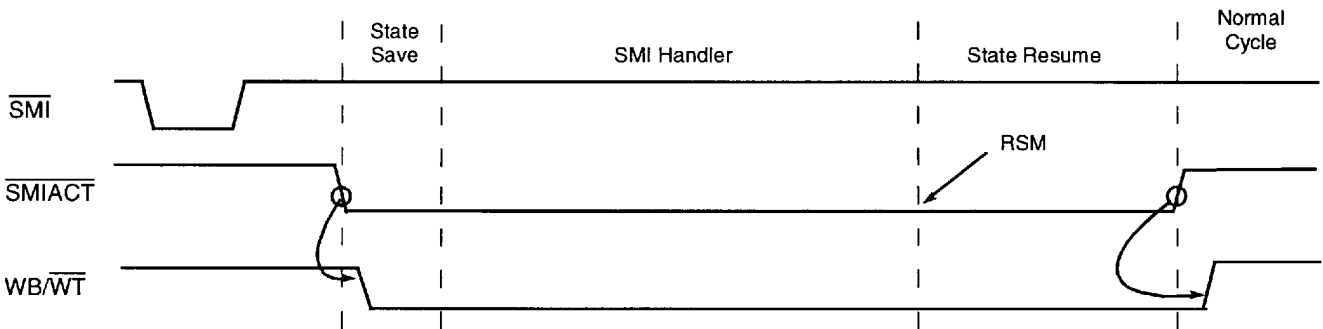 State
Save
SMI Handler
State Resume
Normal
Cycle
SMI
RSM
SMIACT
WB/WT